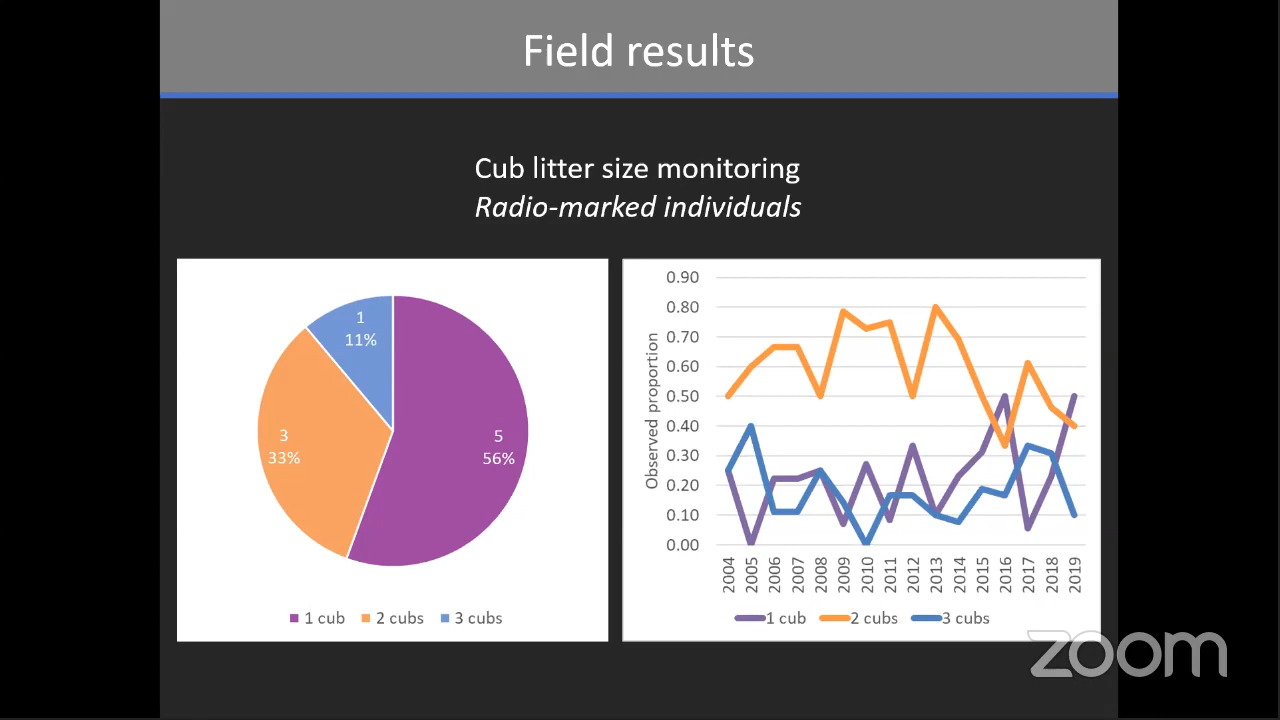 Field results
Cub litter size monitoring
Radio-marked individuals
1
11%
3
33%
5
56%
1 cub 2 cubs 3 cubs
Observed proportion
0.90
0.80
0.70
0.60
0.50
0.40
0.30
0.20
0.10
0.00
2004 2005 2006 2007 2008 2009 2010 2011 2012 2013 2014 2015 2016 2017 2018 2019
1 cub 2 cubs 3 cubs
zoom